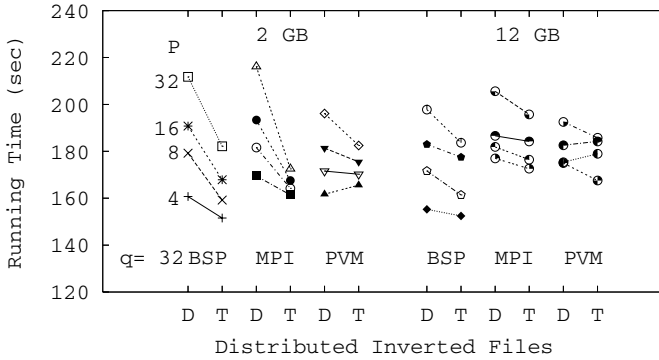 240
220
200
180
160
140
120
Running Time (sec)
P
2 GB
12 GB
32
16
8
4
q= 32 BSP MPI PVM BSP MPI PVM
D T D T D T D T D T D T
Distributed Inverted Files